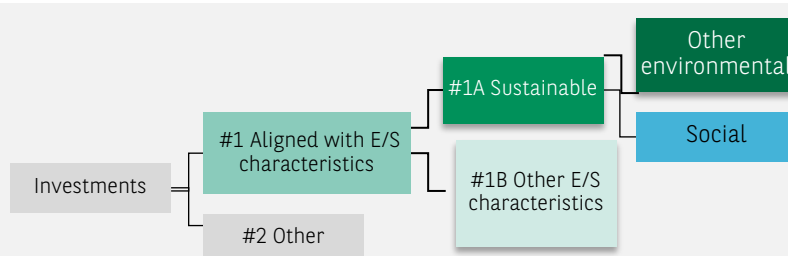 Other
environmental
#1A Sustainable
#1 Aligned with E/S
characteristics
Social
Investments
#1B Other E/S
characteristics
#2 Other